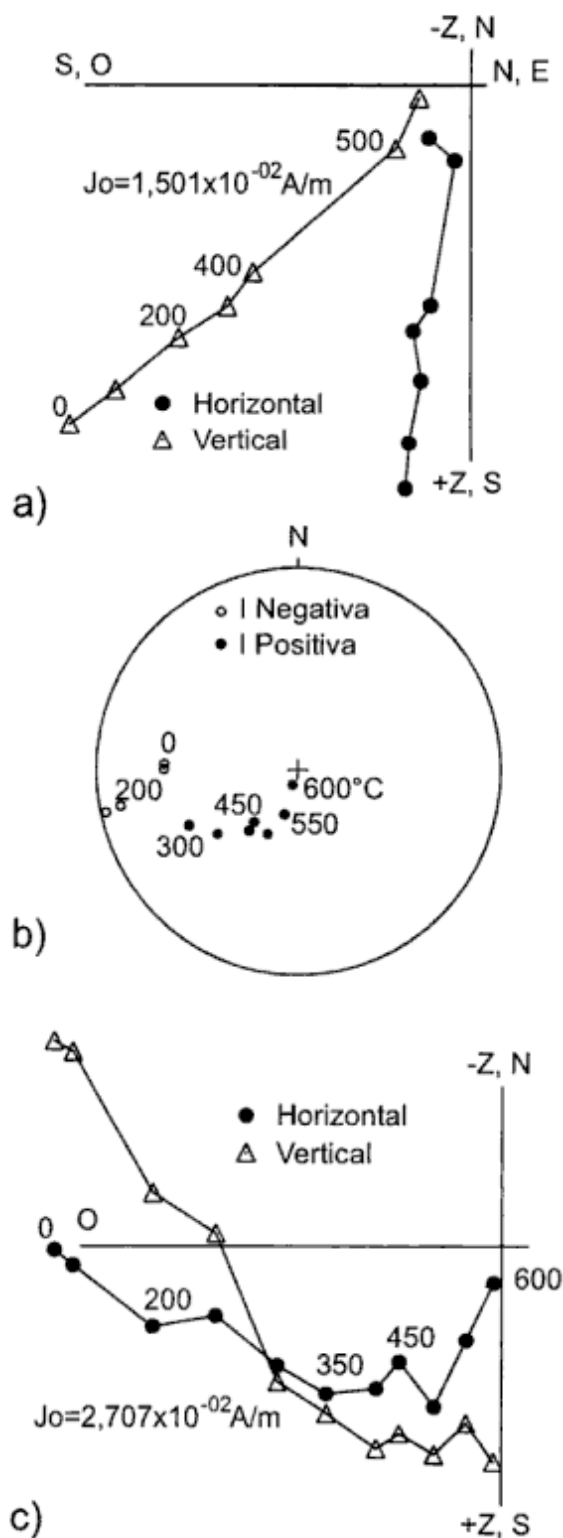 -Z, N
S, O
N, E
500
Jo=1,501x10⁻⁰²A/m
400
200
0
Horizontal
Vertical
+Z, S
a)
N
I Negativa
I Positiva
0
200
450
600°C
300
550
b)
-Z, N
Horizontal
Vertical
0
O
600
200
350
450
Jo=2,707x10⁻⁰²A/m
c)
+Z, S